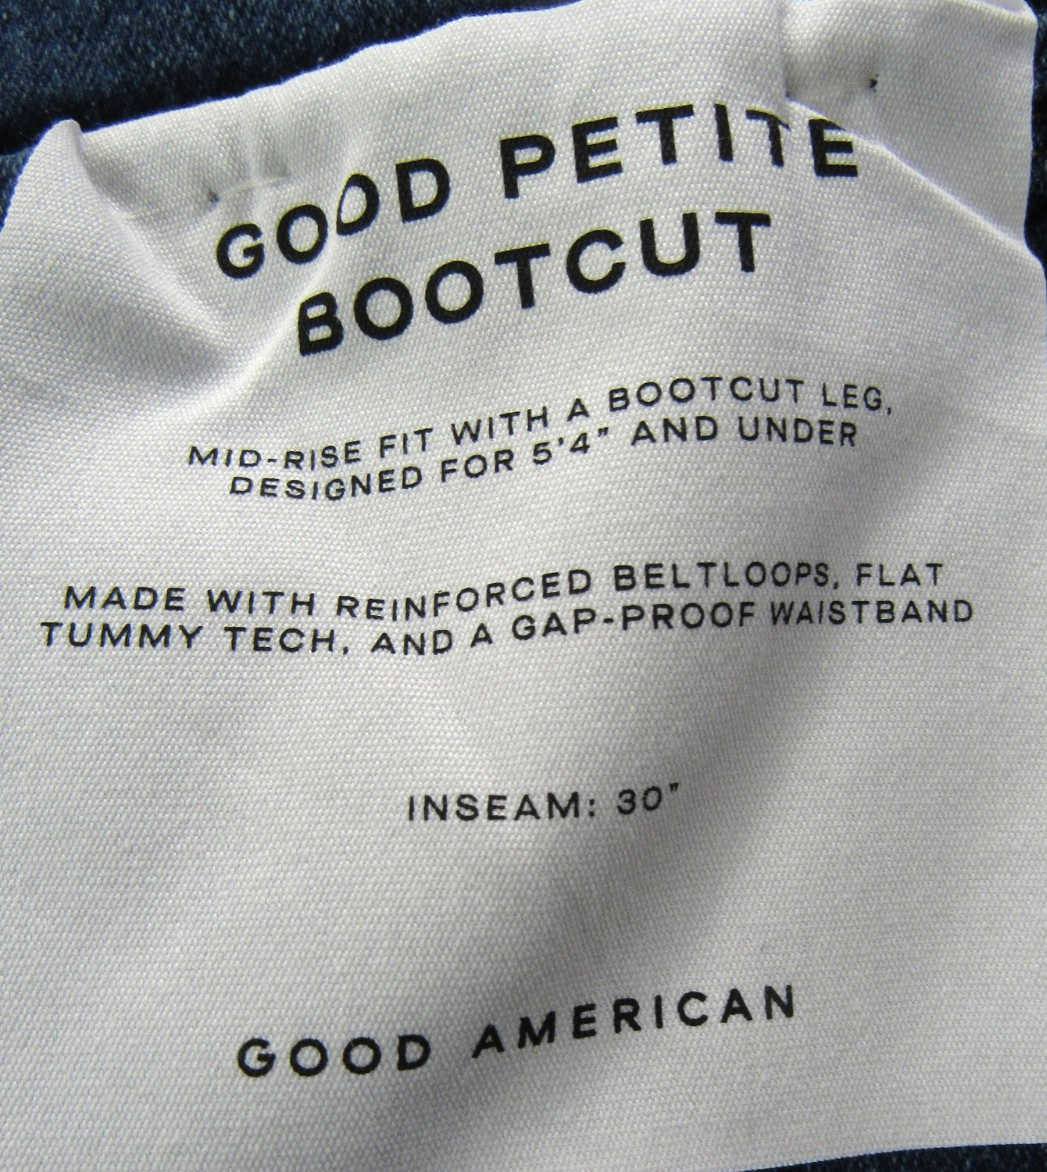 GOOD PETITE
BOOTCUT
MID-RISE FIT WITH A BOOTCUT LEG,
DESIGNED FOR 5'4" AND UNDER
MADE WITH REINFORCED BELTLOOPS, FLAT
TUMMY TECH, AND A GAP-PROOF WAISTBAND
INSEAM: 30"
GOOD AMERICAN